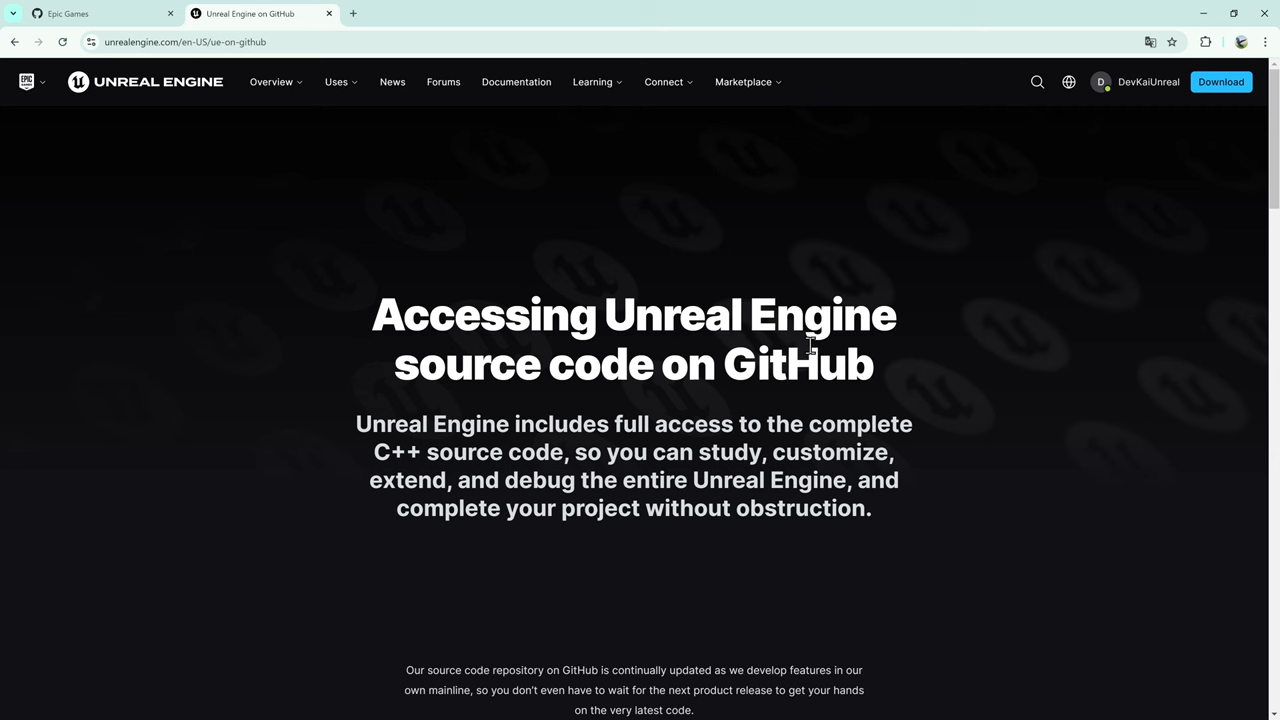 Epic Games
Unreal Engine on GitHub
unrealengine.com/en-US/ue-on-github
EPIC GAMES
UNREAL ENGINE
Overview
Uses
News
Forums
Documentation
Learning
Connect
Marketplace
D
DevKaiUnreal
Download
Accessing Unreal Engine
source code on GitHub
Unreal Engine includes full access to the complete
C++ source code, so you can study, customize,
extend, and debug the entire Unreal Engine, and
complete your project without obstruction.
Our source code repository on GitHub is continually updated as we develop features in our
own mainline, so you don't even have to wait for the next product release to get your hands
on the very latest code.